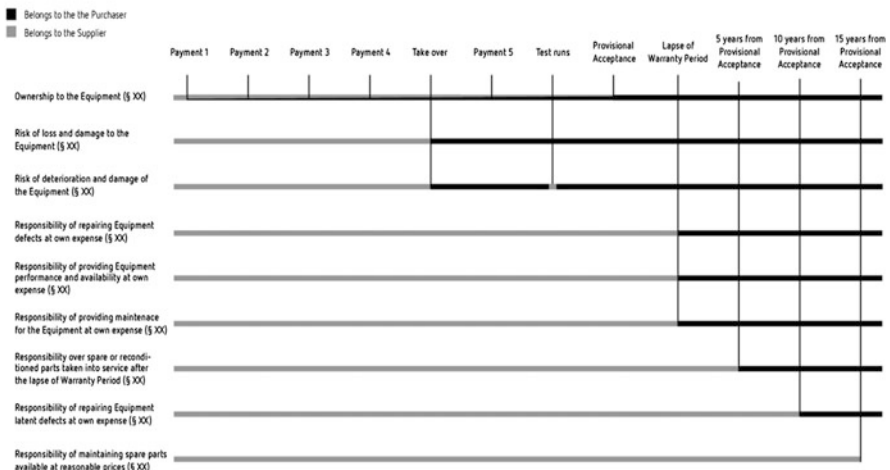 Belongs to the the Purchaser
Belongs to the Supplier
Payment 1
Payment 2
Payment 3
Payment 4
Take over
Payment 5
Test runs
Provisional
Acceptance
Lapse of
Warranty Period
5 years from
Provisional
Acceptance
10 years from
Provisional
Acceptance
15 years from
Provisional
Acceptance
Ownership to the Equipment (§ XX)
Risk of loss and damage to the
Equipment (§ XX)
Risk of deterioration and damage of
the Equipment (§ XX)
Responsibility of repairing Equipment
defects at own expense (§ XX)
Responsibility of providing Equipment
performance and availability at own
expense (§ XX)
Responsibility of providing maintenace
for the Equipment at own expense (§ XX)
Responsibility over spare or recondi-
tioned parts taken into service after
the lapse of Warranty Period (§ XX)
Responsibility of repairing Equipment
latent defects at own expense (§ XX)
Responsibility of maintaining spare parts
available at reasonable prices (§ XX)